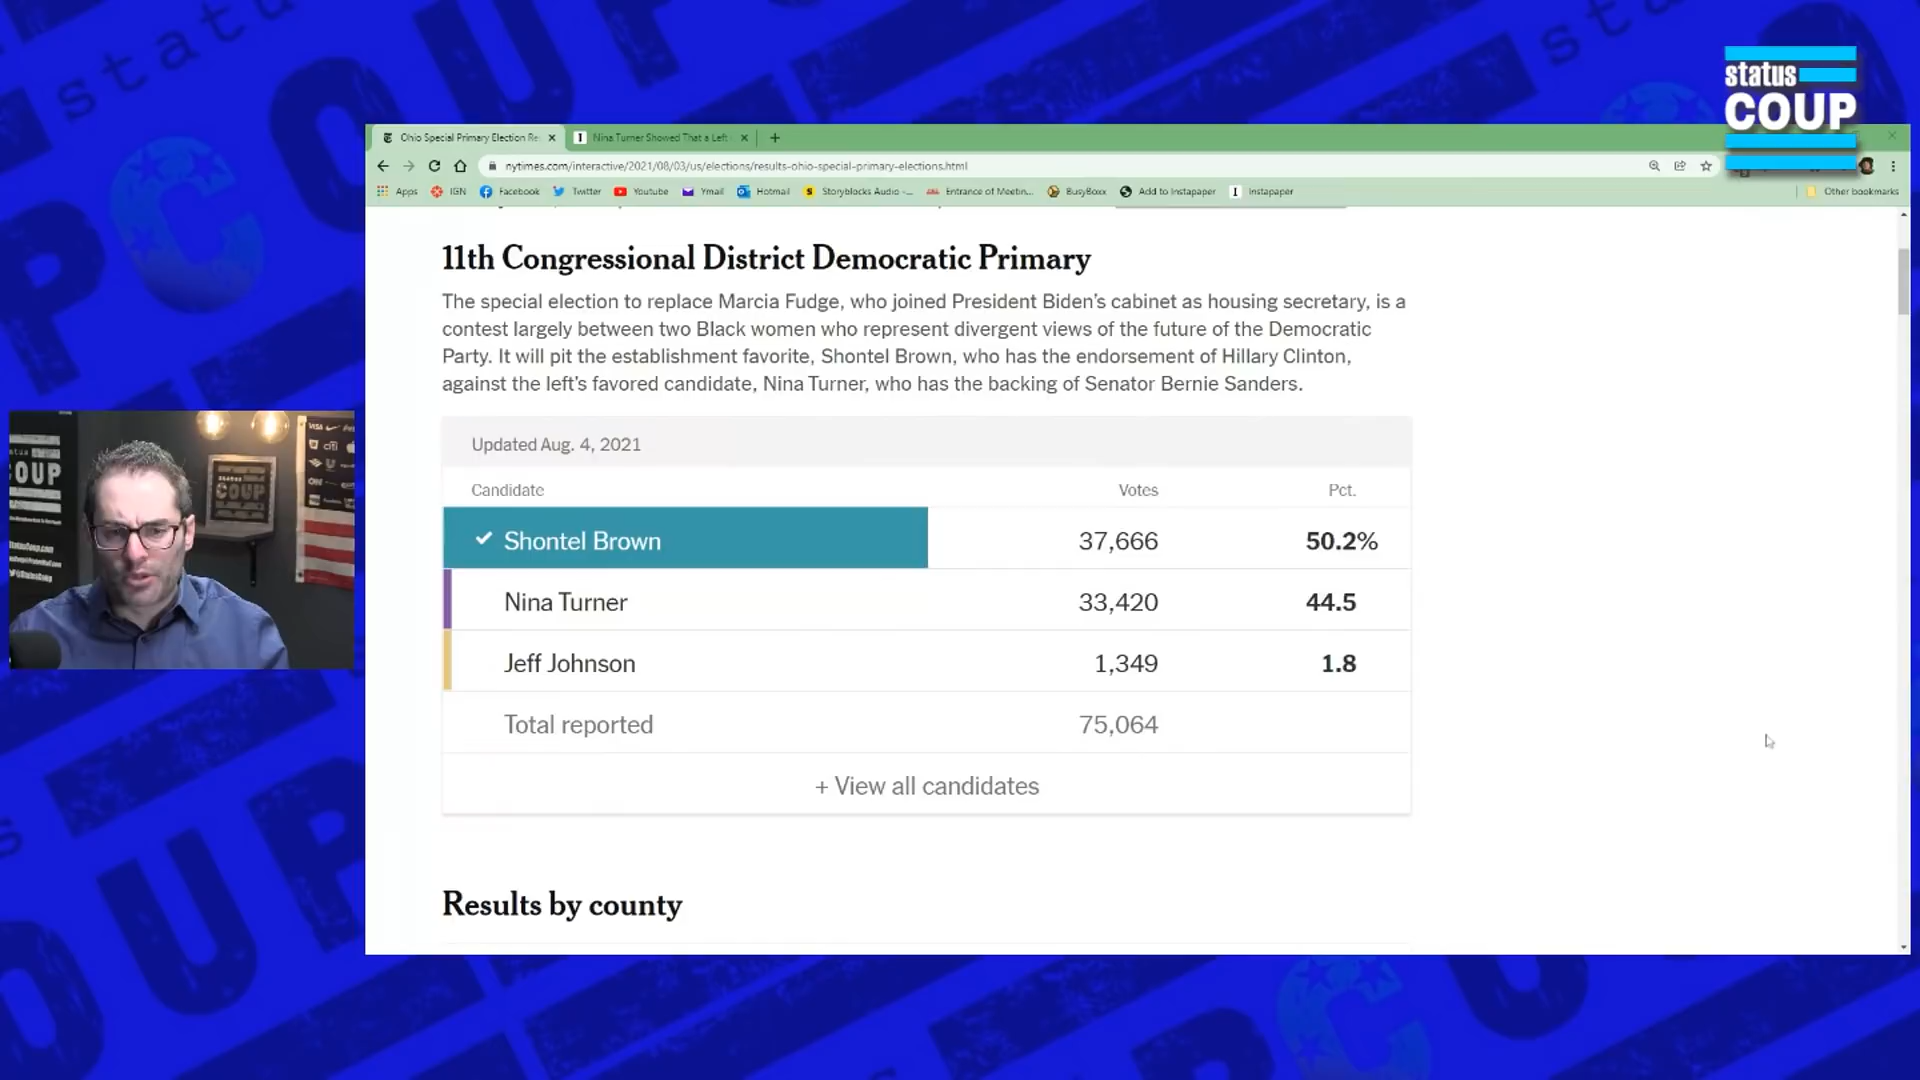 status
COUP
Ohio Special Primary Election Re
Nina Turner Showed That a Left
nytimes.com/interactive/2021/08/03/us/elections/results-ohio-special-primary-elections.html
Apps IGN Facebook Twitter Youtube Ymail Hotmail Storyblocks Audio -... Entrance of Meetin... BusyBoxx Add to Instapaper Instapaper Other bookmarks
11th Congressional District Democratic Primary
The special election to replace Marcia Fudge, who joined President Biden’s cabinet as housing secretary, is a
contest largely between two Black women who represent divergent views of the future of the Democratic
Party. It will pit the establishment favorite, Shontel Brown, who has the endorsement of Hillary Clinton,
against the left’s favored candidate, Nina Turner, who has the backing of Senator Bernie Sanders.
Updated Aug. 4, 2021
Candidate Votes Pct.
Shontel Brown 37,666 50.2%
Nina Turner 33,420 44.5
Jeff Johnson 1,349 1.8
Total reported 75,064
+ View all candidates
Results by county
OUP
COUP
VISA
citi